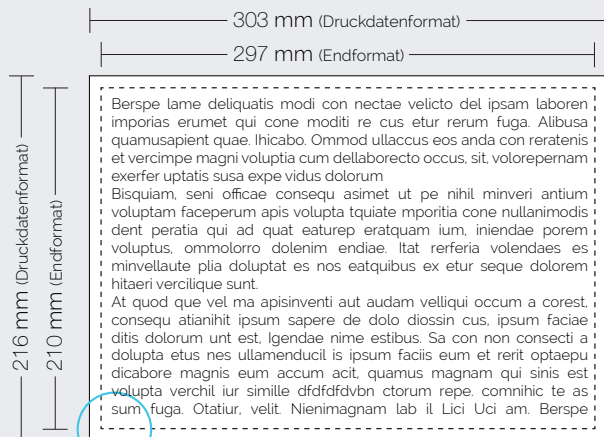 303 mm (Druckdatenformat)
297 mm (Endformat)
216 mm (Druckdatenformat)
210 mm (Endformat)
Berspe lame deliquatis modi con nectae velicto del ipsam laborem
imporias erumet qui cone moditi re cus etur rerum fuga. Alibusa
quamusapient quae. Ihicabo. Ommod ullaccus eos anda con reratenis
et vercimpe magni voluptia cum dellaborecto occus, sit, volorepernam
exerfer uptatis susa expe vidus dolorum
Bisquiam, seni officae consequ asimet ut pe nihil minveri antium
voluptam faceperum apis volupta tquiate mporitia cone nullanimodis
dent peratia qui ad quat eaturep eratquam ium, iniendae porem
voluptus, ommolorro dolenim endiae. Itat rerferia volendaes es
minvellaute plia doluptat es nos eatquibus ex etur seque dolorem
hitaeri vercilique sunt.
At quod que vel ma apisinventi aut audam velliqui occum a corest,
consequ atianihit ipsum sapere de dolo diossin cus, ipsum faciae
ditis dolorum unt est, Igendae nime estibus. Sa con non consecti a
dolupta etus nes ullamenducil is ipsum faciis eum et rerit optaepu
dicabore magnis eum accum acit, quamus magnam qui sinis est
volupta verchil iur simille dfdfdfdvbn ctorum repe. comnihic te as
sum fuga. Otatiur, velit. Nienimagnam lab il Lici Uci am. Berspe